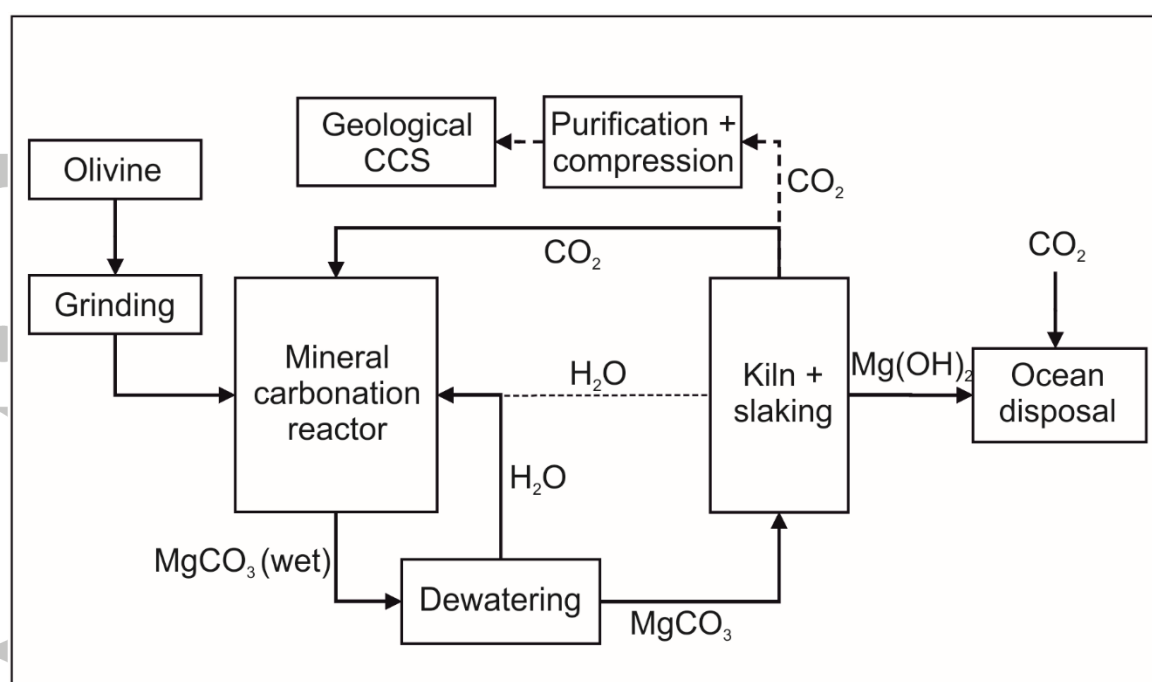 Geological
CCS
Purification +
compression
Olivine
CO₂
CO₂
CO₂
Grinding
Mineral
carbonation
reactor
H₂O
Kiln +
slaking
Mg(OH)₂
Ocean
disposal
H₂O
MgCO₃ (wet)
Dewatering
MgCO₃